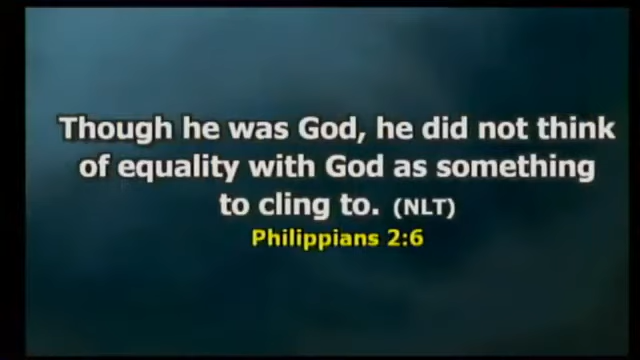 Though he was God, he did not think
of equality with God as something
to cling to. (NLT)
Philippians 2:6